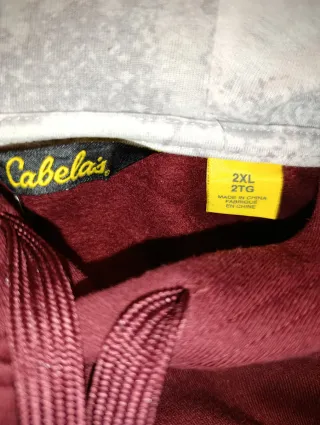 Cabela's
2XL
2TG
MADE IN CHINA
FABRIQUÉ
EN CHINE